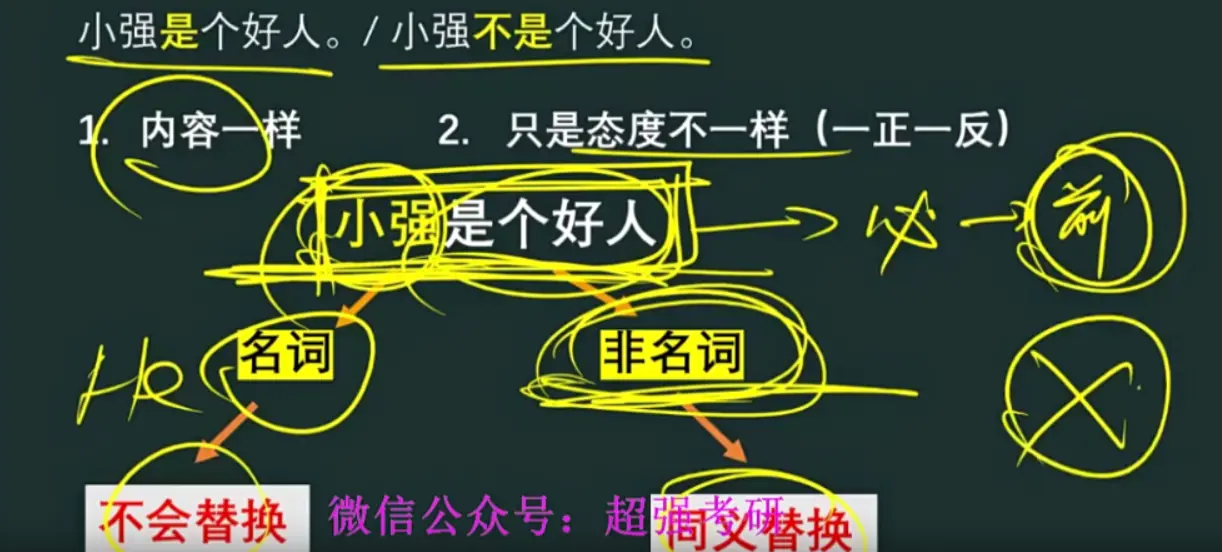 小强是个好人。/ 小强不是个好人。
1. 内容一样 2. 只是态度不一样（一正一反）
小强是个好人 前
He 名词 非名词
不会替换 微信公众号：超强考研 同义替换